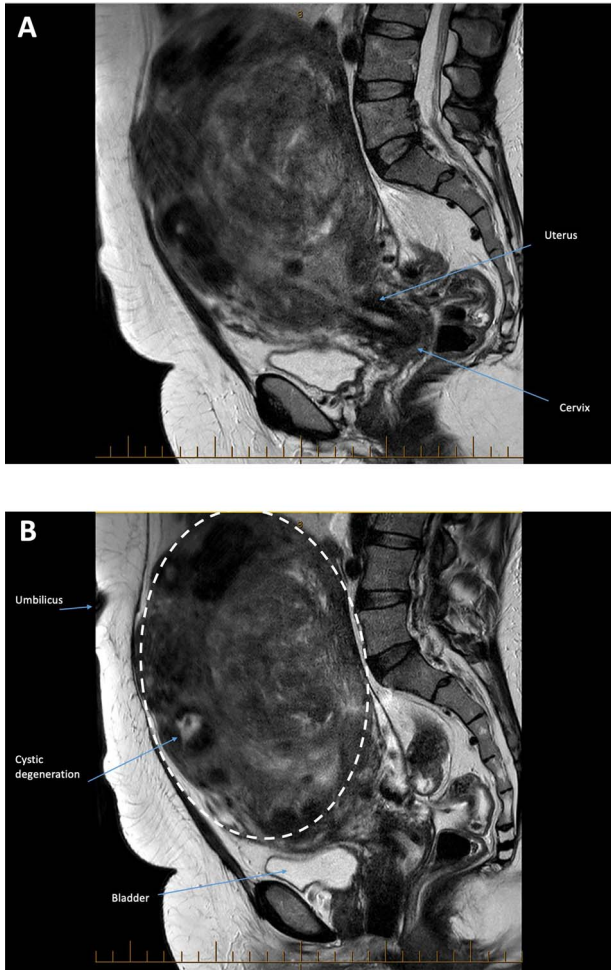 A
Uterus
Cervix
B
Umbilicus
Cystic
degeneration
Bladder